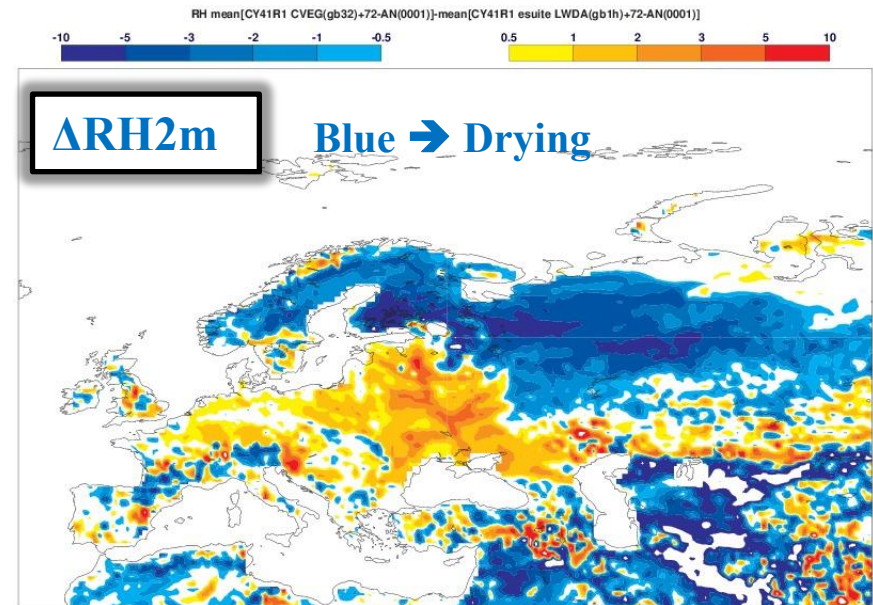 RH mean[CY41R1 CVEG(gb32)+72-AN(0001)]-mean[CY41R1 esuite LWDA(gb1h)+72-AN(0001)]
-10 -5 -3 -2 -1 -0.5 0.5 1 2 3 5 10
ΔRH2m Blue ➔ Drying